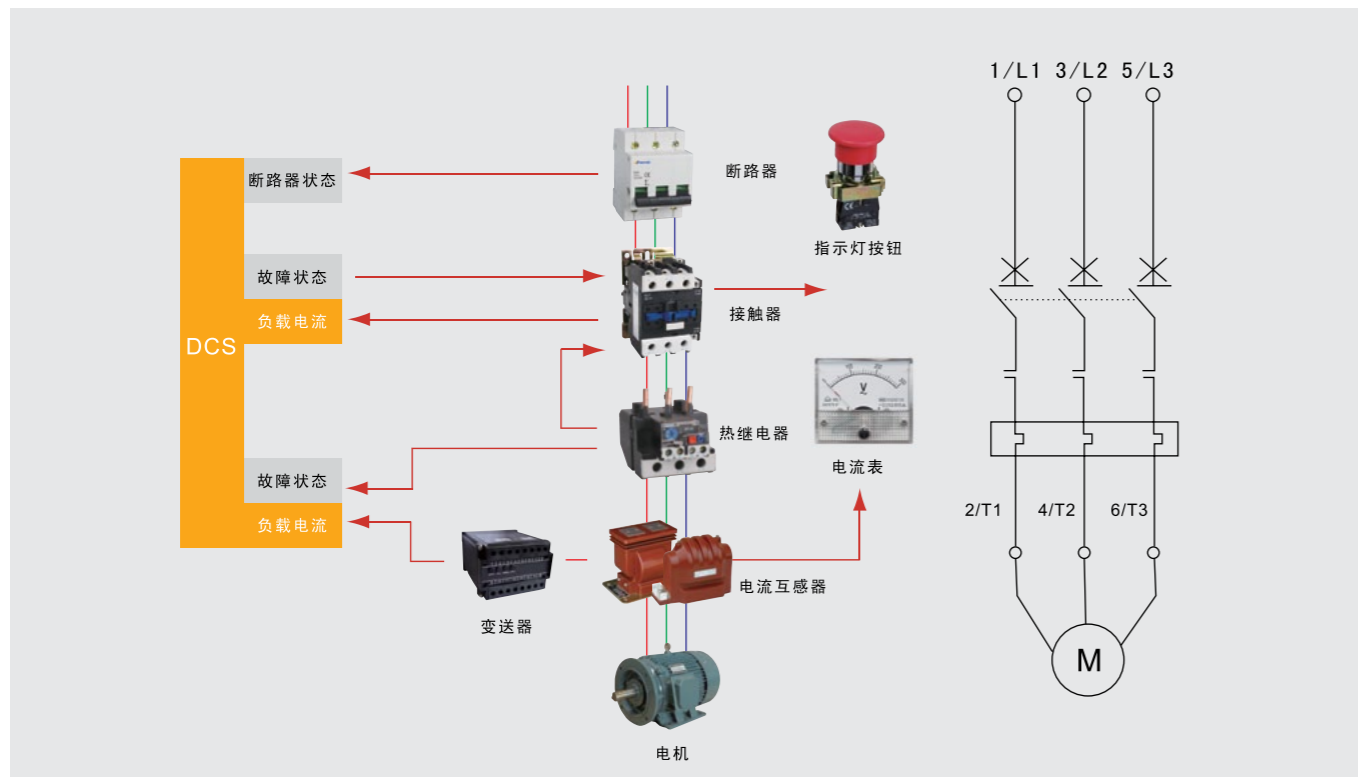 1/L1 3/L2 5/L3
断路器
断路器状态
指示灯按钮
故障状态
接触器
负载电流
DCS
热继电器
电流表
故障状态
负载电流
2/T1 4/T2 6/T3
电流互感器
变送器
M
电机